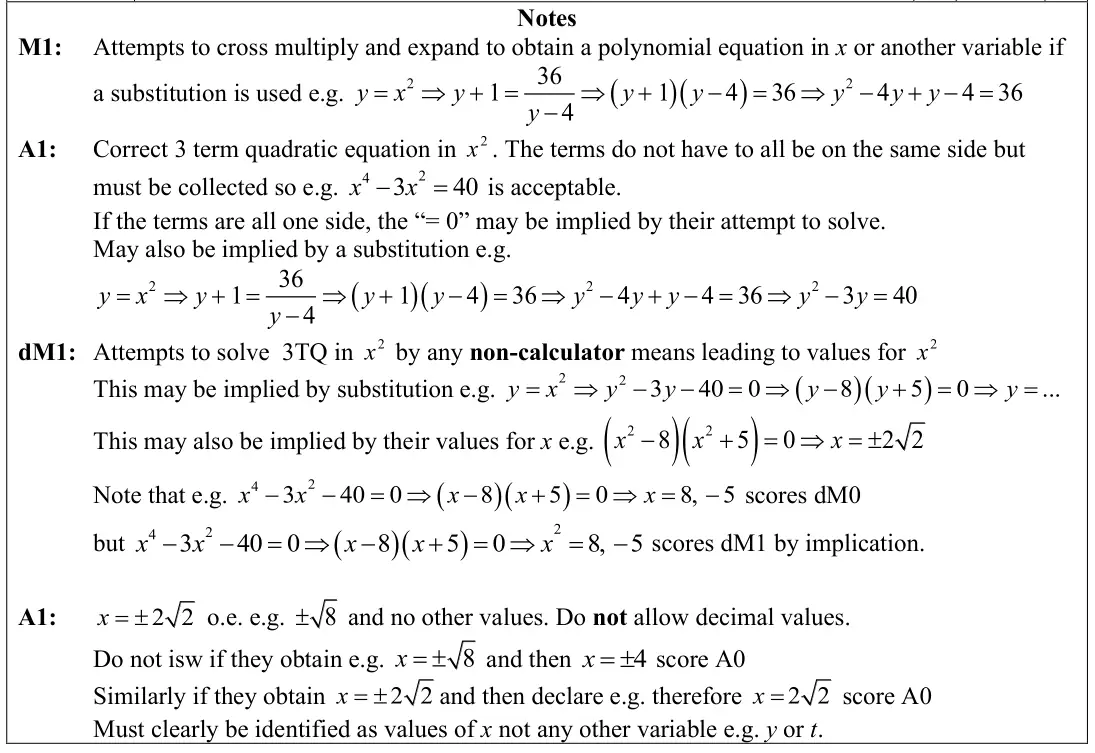 Notes
M1: Attempts to cross multiply and expand to obtain a polynomial equation in x or another variable if
a substitution is used e.g. y = x² ⇒ y + 1 = 36/(y − 4) ⇒ (y + 1)(y − 4) = 36 ⇒ y² − 4y + y − 4 = 36
A1: Correct 3 term quadratic equation in x². The terms do not have to all be on the same side but
must be collected so e.g. x⁴ − 3x² = 40 is acceptable.
If the terms are all one side, the “= 0” may be implied by their attempt to solve.
May also be implied by a substitution e.g.
y = x² ⇒ y + 1 = 36/(y − 4) ⇒ (y + 1)(y − 4) = 36 ⇒ y² − 4y + y − 4 = 36 ⇒ y² − 3y = 40
dM1: Attempts to solve 3TQ in x² by any non-calculator means leading to values for x²
This may be implied by substitution e.g. y = x² ⇒ y² − 3y − 40 = 0 ⇒ (y − 8)(y + 5) = 0 ⇒ y = ...
This may also be implied by their values for x e.g. (x² − 8)(x² + 5) = 0 ⇒ x = ±2√2
Note that e.g. x⁴ − 3x² − 40 = 0 ⇒ (x − 8)(x + 5) = 0 ⇒ x = 8, − 5 scores dM0
but x⁴ − 3x² − 40 = 0 ⇒ (x − 8)(x + 5) = 0 ⇒ x² = 8, − 5 scores dM1 by implication.
A1: x = ±2√2 o.e. e.g. ±√8 and no other values. Do not allow decimal values.
Do not isw if they obtain e.g. x = ±√8 and then x = ±4 score A0
Similarly if they obtain x = ±2√2 and then declare e.g. therefore x = 2√2 score A0
Must clearly be identified as values of x not any other variable e.g. y or t.